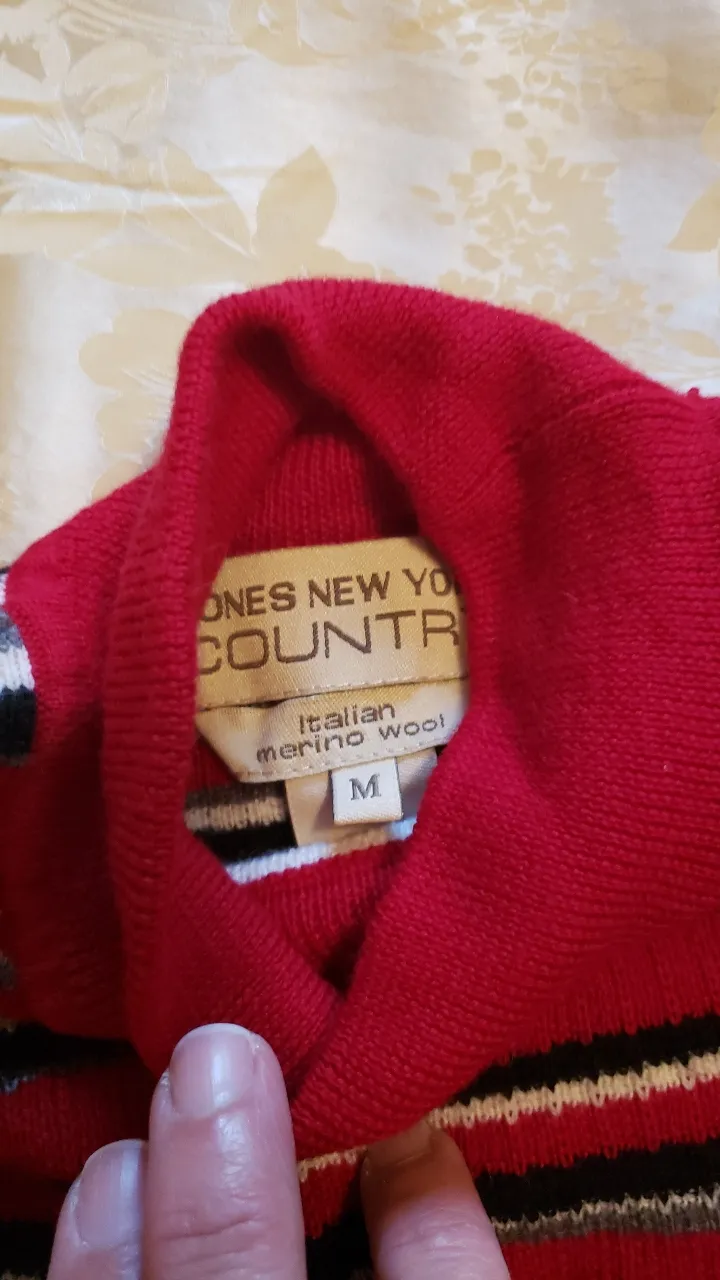 ONES NEW YO
COUNTR
Italian
merino wool
M